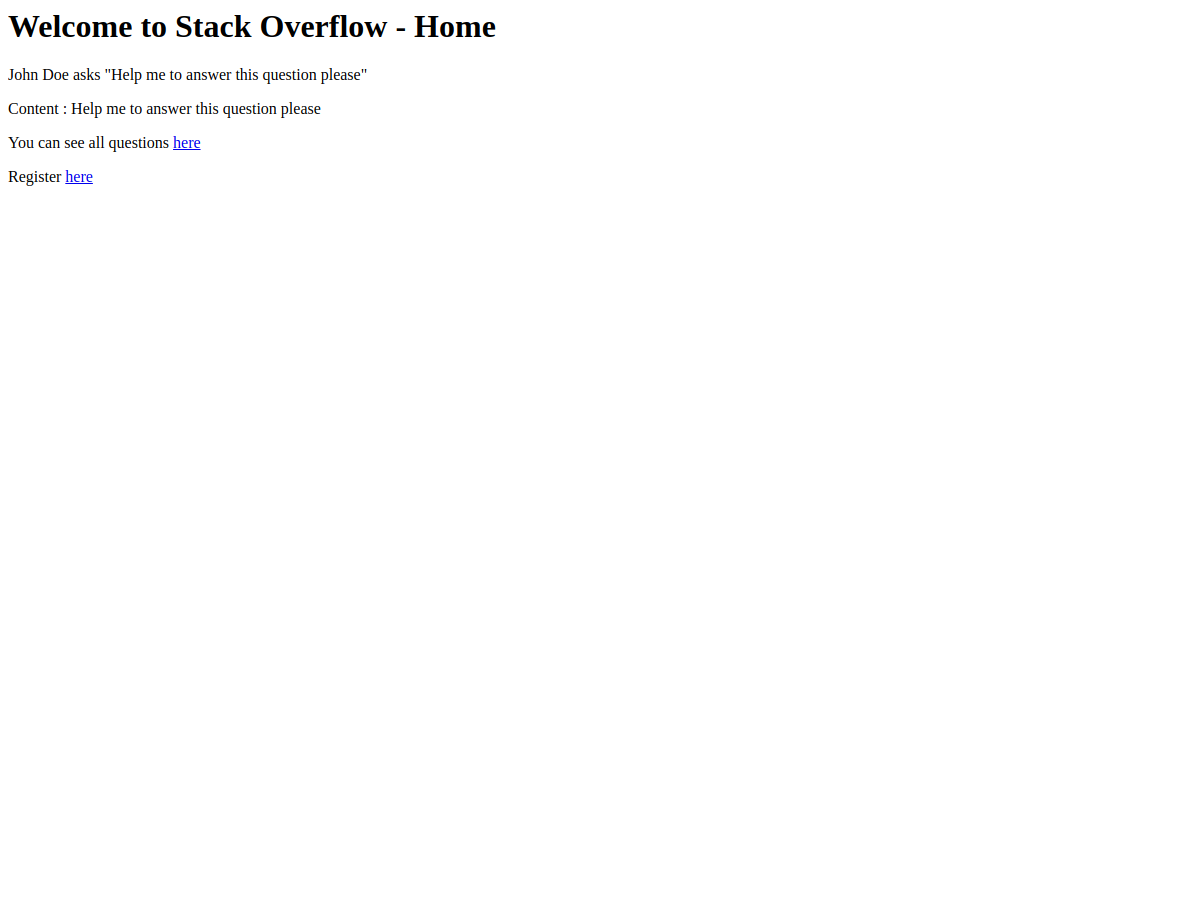 Welcome to Stack Overflow - Home
John Doe asks "Help me to answer this question please"
Content : Help me to answer this question please
You can see all questions here
Register here